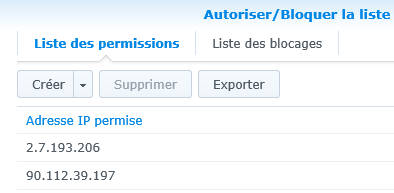 Autoriser/Bloquer la liste
Liste des permissions Liste des blocages
Créer Supprimer Exporter
Adresse IP permise
2.7.193.206
90.112.39.197